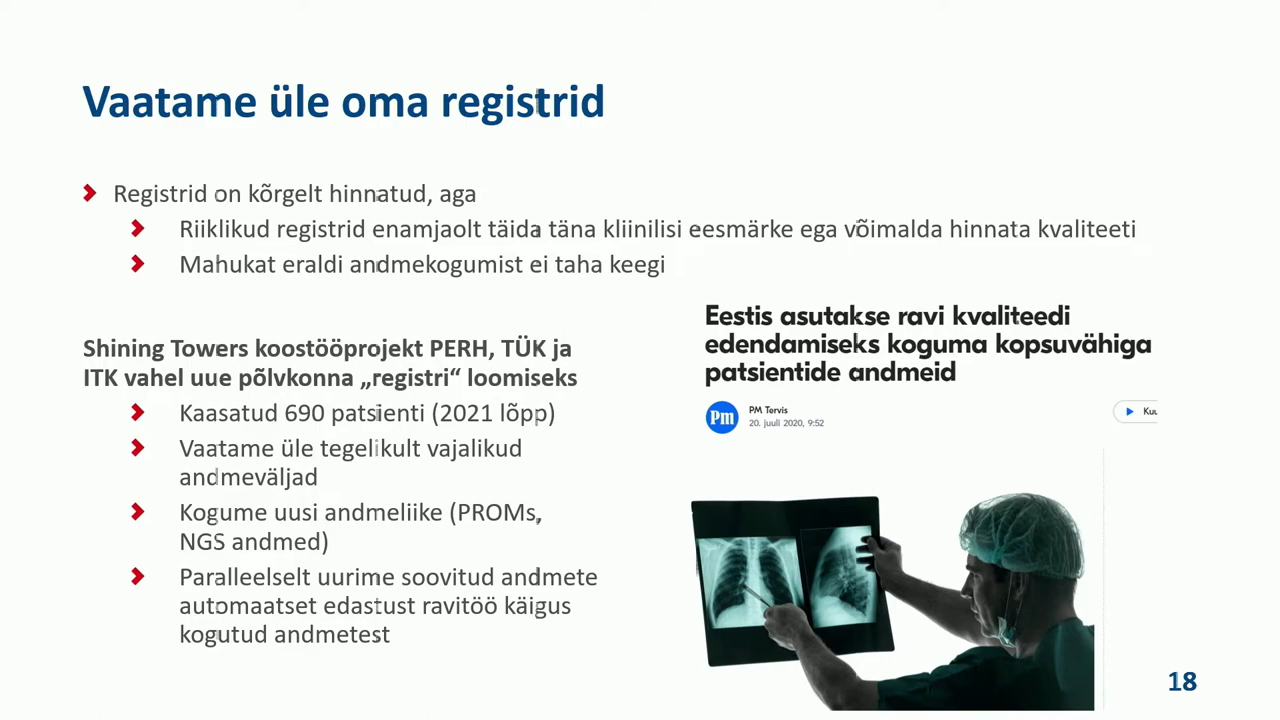 Vaatame üle oma registrid
Registrid on kõrgelt hinnatud, aga
Riiklikud registrid enamjaolt täida täna kliinilisi eesmärke ega võimalda hinnata kvaliteeti
Mahukat eraldi andmekogumist ei taha keegi
Shining Towers koostööprojekt PERH, TÜK ja
ITK vahel uue põlvkonna „registri“ loomiseks
Kaasatud 690 patsienti (2021 lõpp)
Vaatame üle tegelikult vajalikud
andmeväljad
Kogume uusi andmeliike (PROMs,
NGS andmed)
Paralleelselt uurime soovitud andmete
automaatset edastust ravitöö käigus
kogutud andmetest
Eestis asutakse ravi kvaliteedi
edendamiseks koguma kopsuvähiga
patsientide andmeid
Pm
PM Tervis
20. juuli 2020, 9:52
Kuu
18